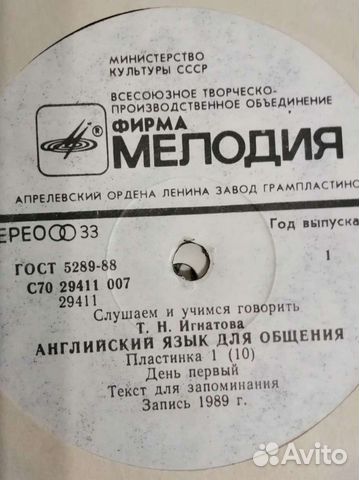 МИНИСТЕРСТВО
КУЛЬТУРЫ СССР
ВСЕСОЮЗНОЕ ТВОРЧЕСКО-
ПРОИЗВОДСТВЕННОЕ ОБЪЕДИНЕНИЕ
®
ФИРМА
МЕЛОДИЯ
АПРЕЛЕВСКИЙ ОРДЕНА ЛЕНИНА ЗАВОД ГРАМПЛАСТИНО
ЕРЕО 33
Год выпуска
ГОСТ 5289-88
1
С70 29411 007
29411
Слушаем и учимся говорить
Т. Н. Игнатова
АНГЛИЙСКИЙ ЯЗЫК ДЛЯ ОБЩЕНИЯ
Пластинка 1 (10)
День первый
Текст для запоминания
Запись 1989 г.
Avito